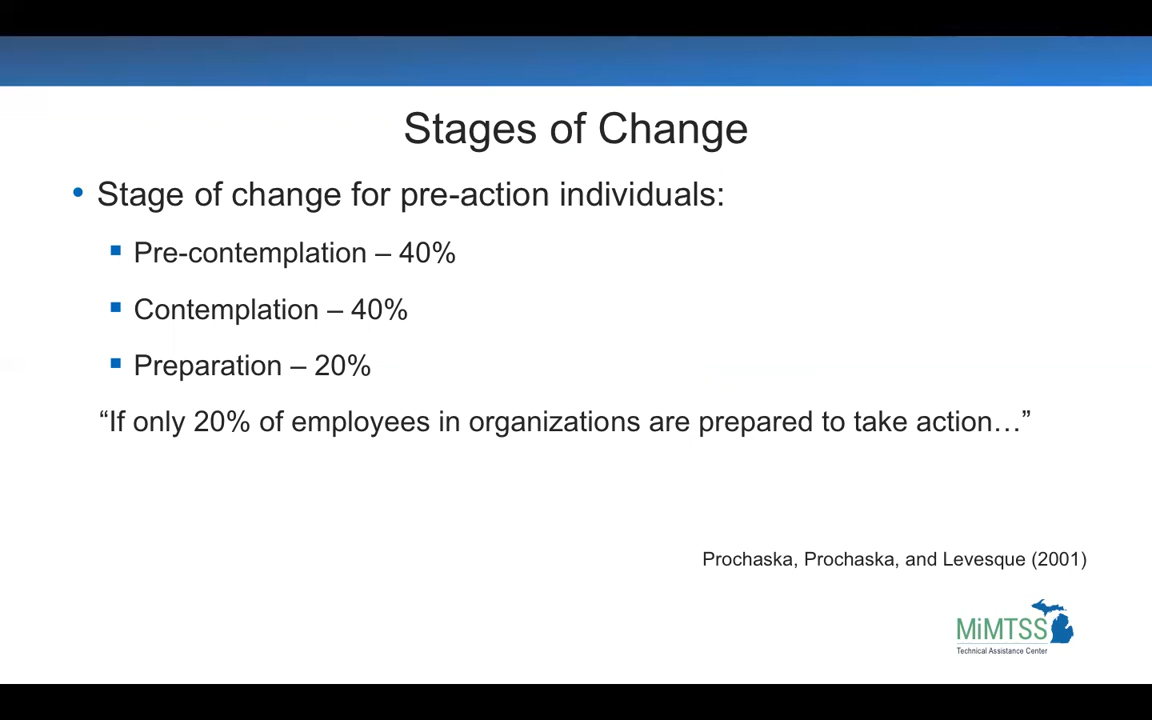 Stages of Change
• Stage of change for pre-action individuals:
▪ Pre-contemplation – 40%
▪ Contemplation – 40%
▪ Preparation – 20%
“If only 20% of employees in organizations are prepared to take action…”
Prochaska, Prochaska, and Levesque (2001)
MiMTSS
Technical Assistance Center